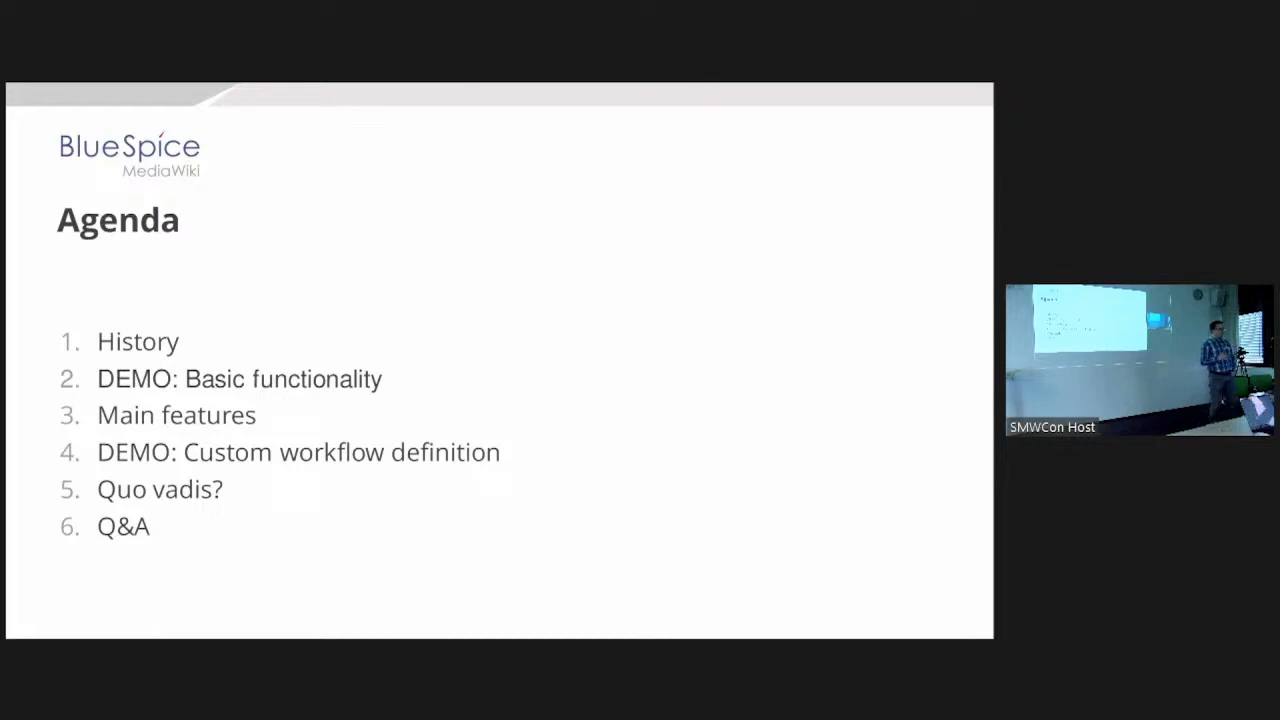 BlueSpice
MediaWiki
Agenda
1. History
2. DEMO: Basic functionality
3. Main features
4. DEMO: Custom workflow definition
5. Quo vadis?
6. Q&A
SMWCon Host